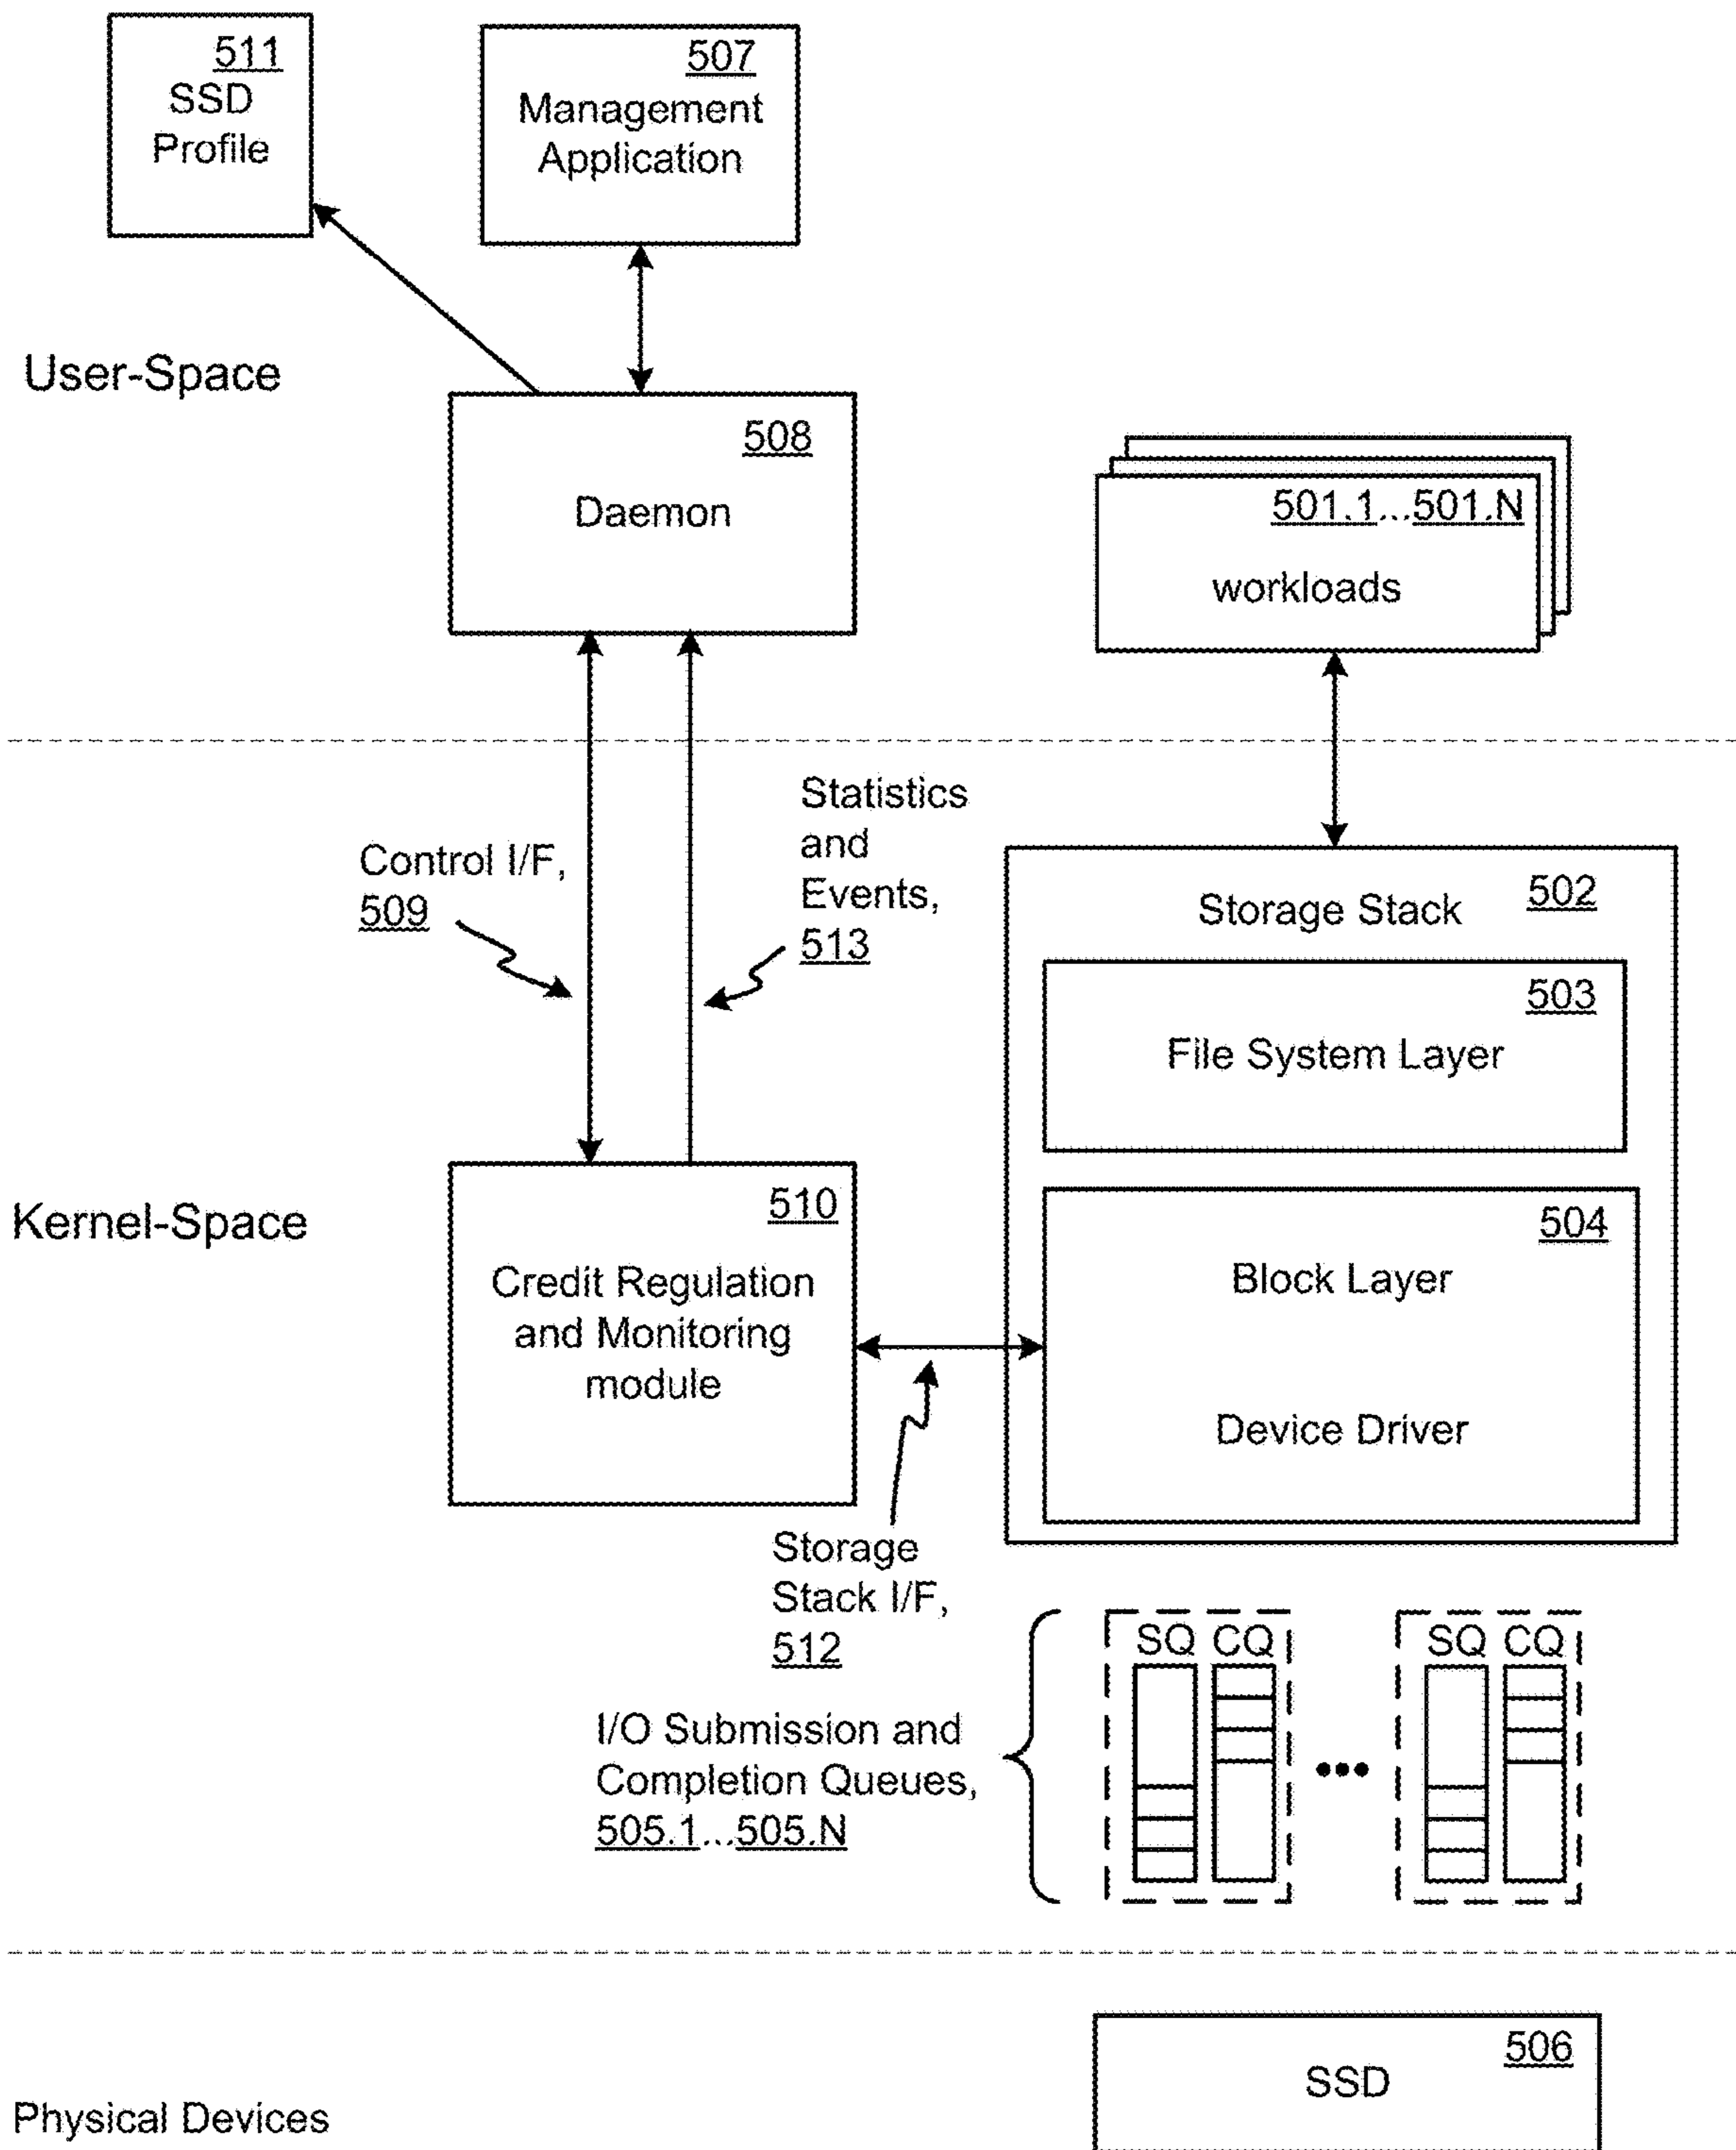 511
SSD
Profile
507
Management
Application
User-Space
508
Daemon
501.1...501.N
workloads
Control I/F,
509
Statistics
and
Events,
513
Storage Stack
502
503
File System Layer
Kernel-Space
510
Credit Regulation
and Monitoring
module
504
Block Layer
Device Driver
Storage
Stack I/F,
512
I/O Submission and
Completion Queues,
505.1...505.N
SQ CQ
•••
SQ CQ
506
SSD
Physical Devices